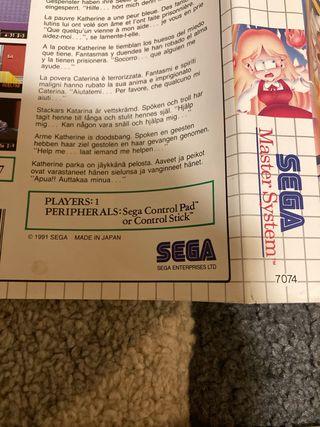 Gespenster haben ihre Seele
eingesperrt. "Hilfe... hört mich denn
La pauvre Katherine a une peur bleue. Des fan
lutins lui ont volé son âme et l'ont faite prisonnière.
"Que quelqu'un vienne à mon aide... je vous en prie
aidez-moi...", se lamente-t-elle.
A la pobre Katherine le tiemblan los huesos del miedo
que tiene. Fantasmas y duendes le han robado el alma
y la tienen prisionera. "Socorro... que alguien me
ayude..."
La povera Caterina è terrorizzata. Fantasmi e spiriti
maligni hanno rubato la sua anima e imprigionato
Caterina. "Aiutatemi... Per favore, che qualcuno mi
aiuti..."
Stackars Katarina är vettskrämd. Spöken och troll har
tagit henne till fånga och stulit hennes själ. "Hjälp
mig... Kan någon vara snäll och hjälpa mig..."
Arme Katherine is doodsbang. Spoken en geesten
hebben haar ziel gestolen en haar gevangen genomen.
"Help mee... laat iemand me helpen..."
Katherine parka on jäykkänä pelosta. Aaveet ja peikot
ovat varastaneet hänen sielunsa ja vanginneet hänet.
"Apua!! Auttakaa minua..."
PLAYERS: 1
PERIPHERALS: Sega Control Pad™
or Control Stick™
© 1991 SEGA MADE IN JAPAN
SEGA
SEGA ENTERPRISES LTD
SEGA
Master System™
7074
7